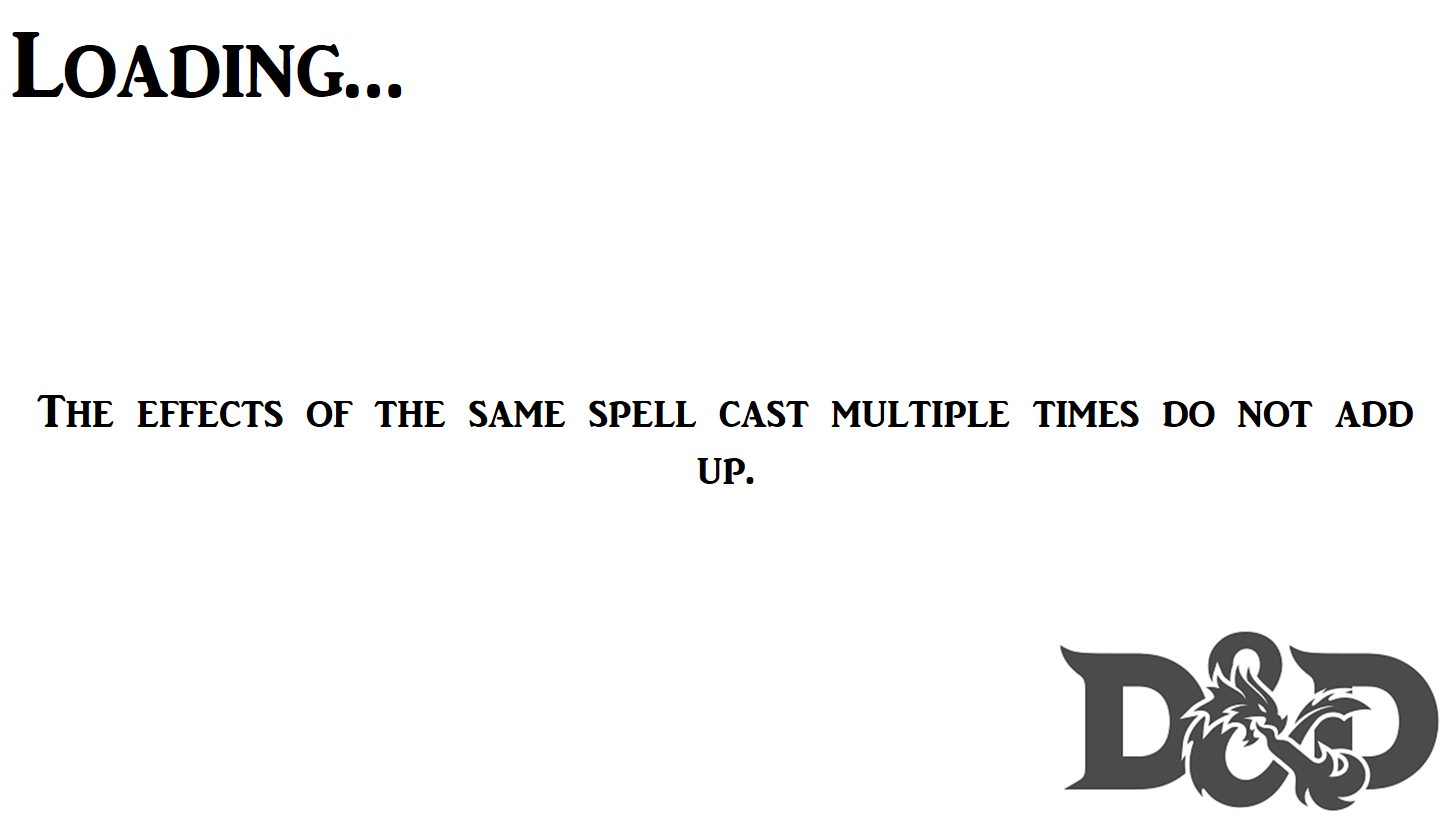 Loading...
The effects of the same spell cast multiple times do not add
up.
D&D